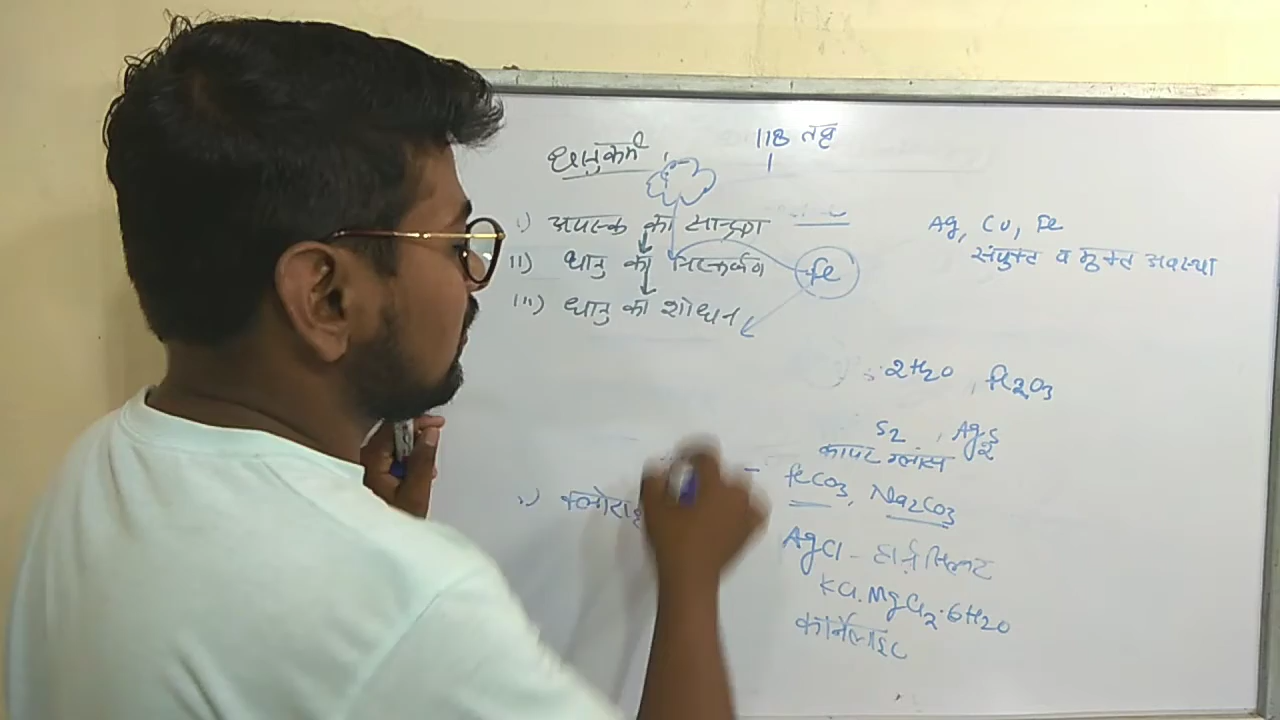 धातुकर्म
118 तत्व
i) अयस्क का सान्द्रण
ii) धातु का निष्कर्षण
Fe
iii) धातु का शोधन
Ag, Cu, Fe
संयुक्त व मुक्त अवस्था
2H2O, Fe2O3
S2, Ag2S
कापर ग्लांस
FeCO3, Na2CO3
क्लोराइ
AgCl - हार्न सिल्वर
KCl.MgCl2.6H2O
कार्नेलाइट